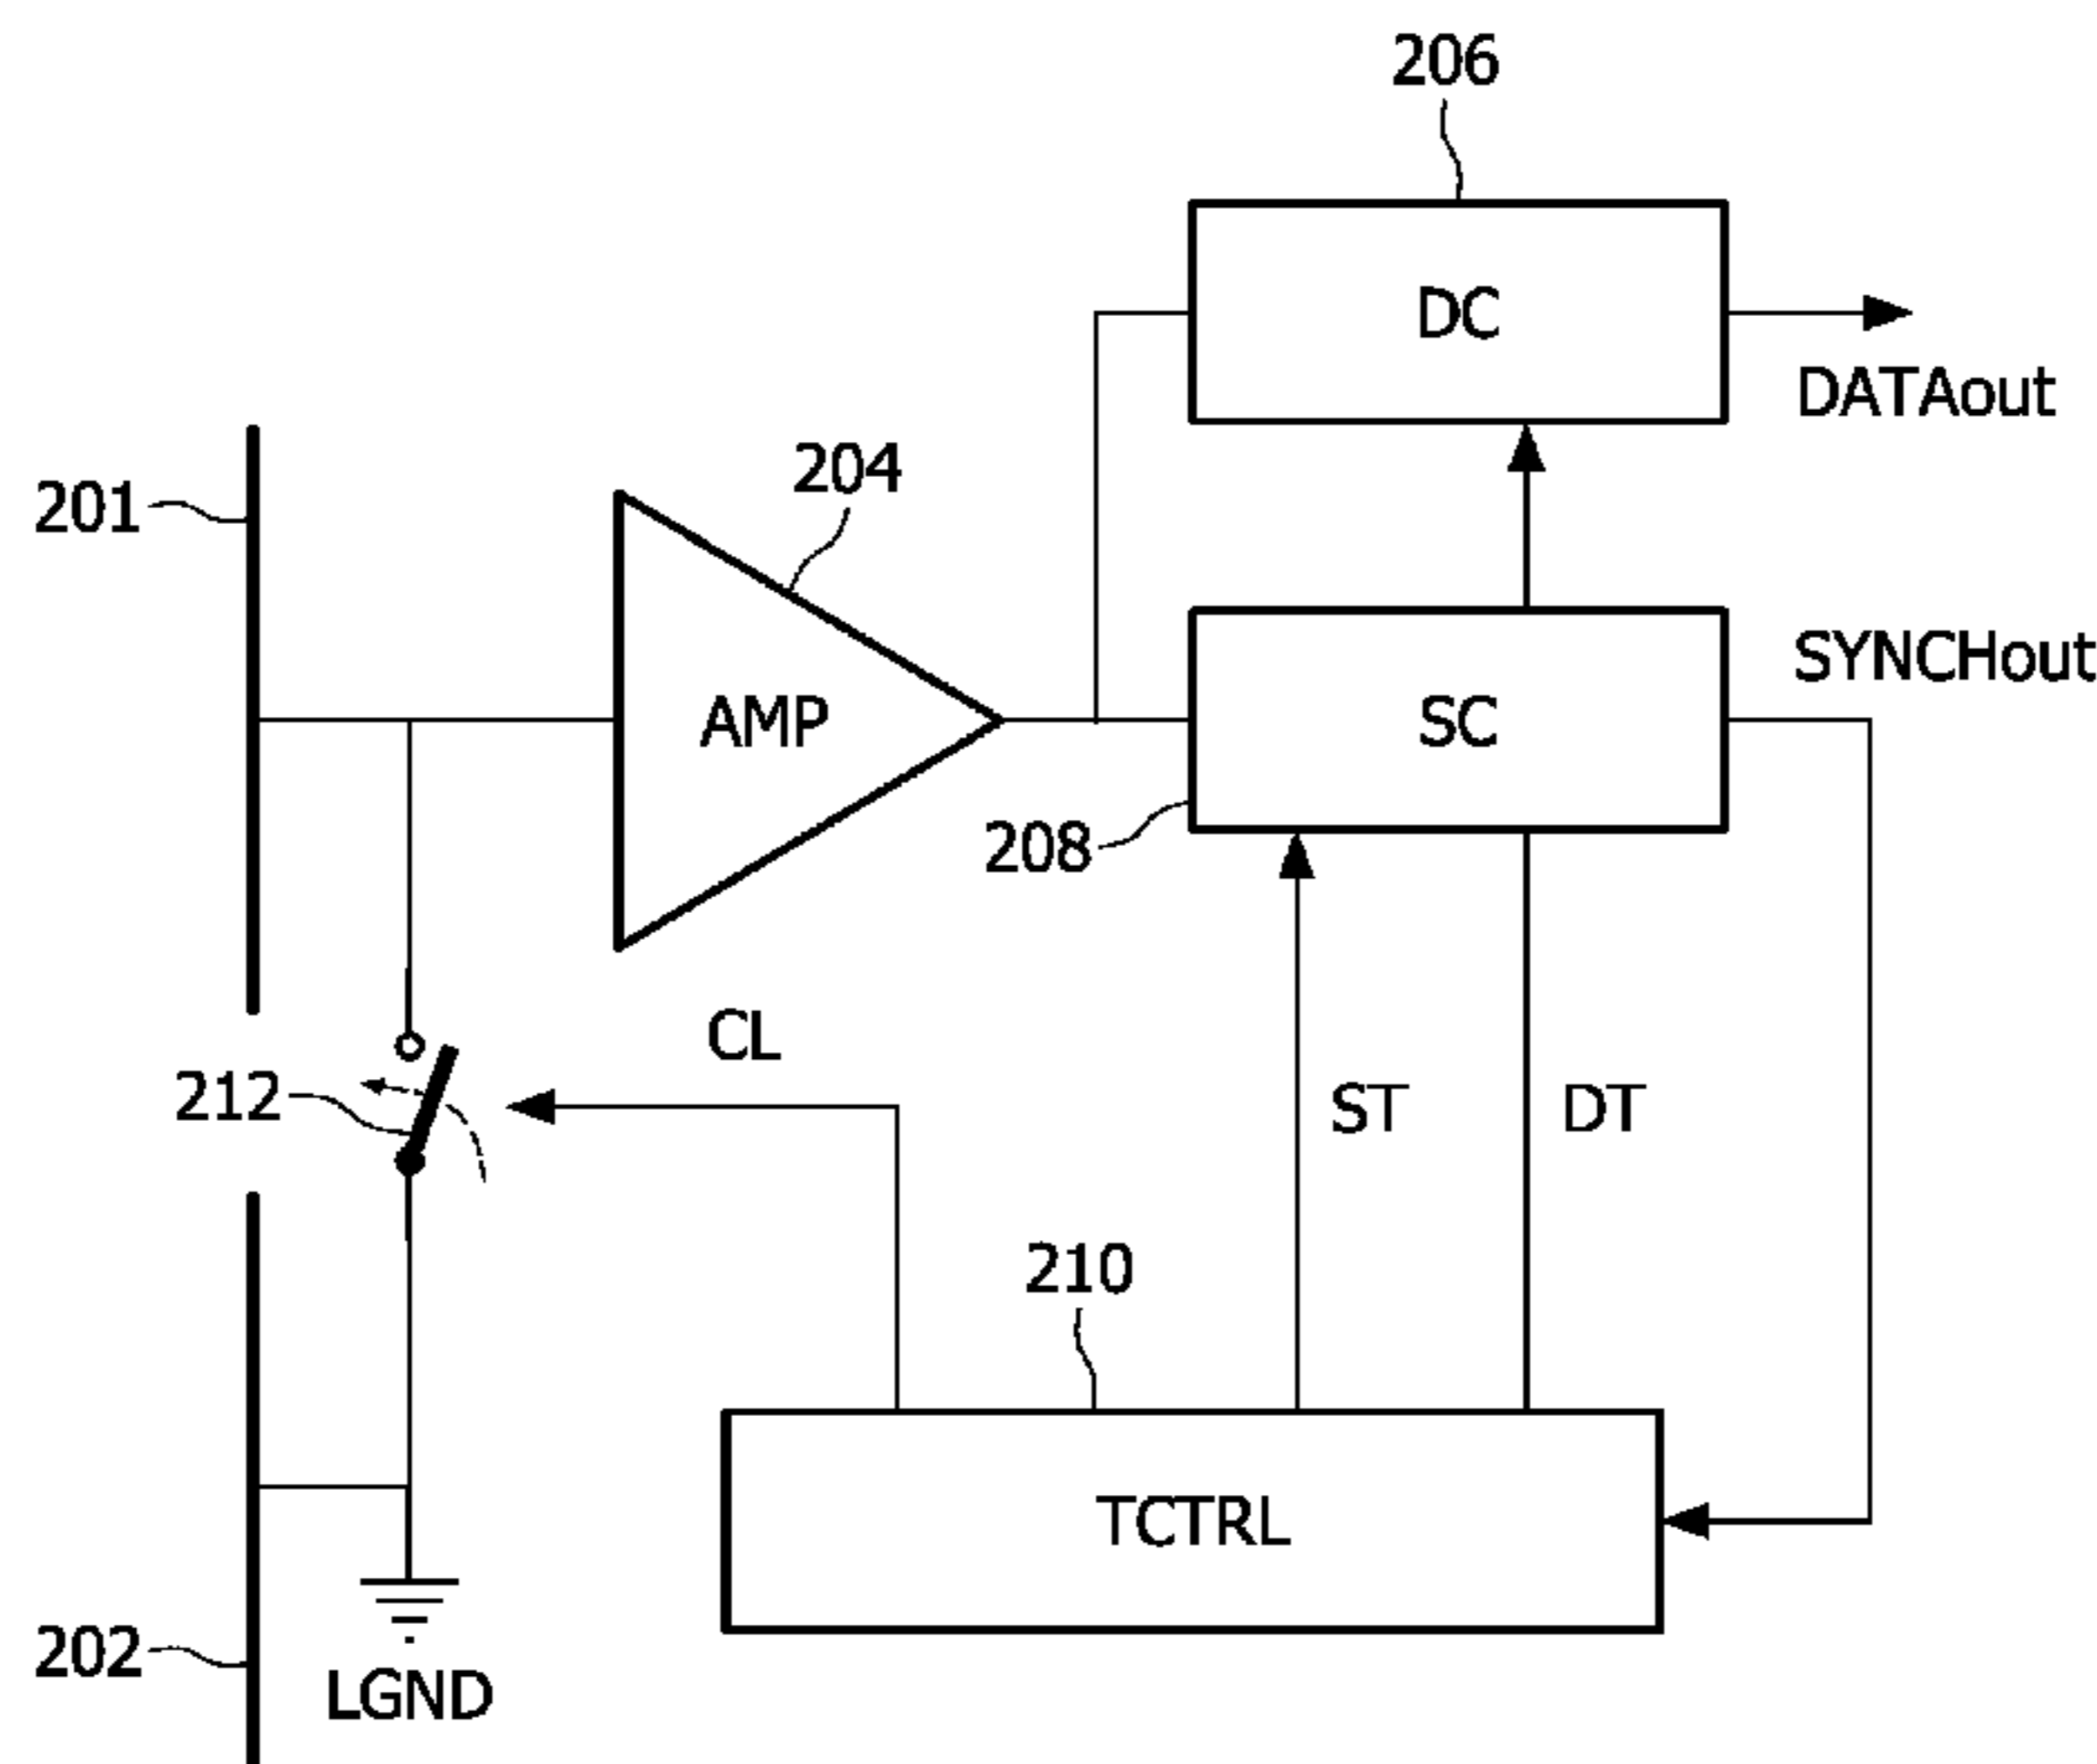 206
DC
DATAout
204
201
AMP
SYNCHout
SC
208
CL
212
ST
DT
210
TCTRL
202
LGND